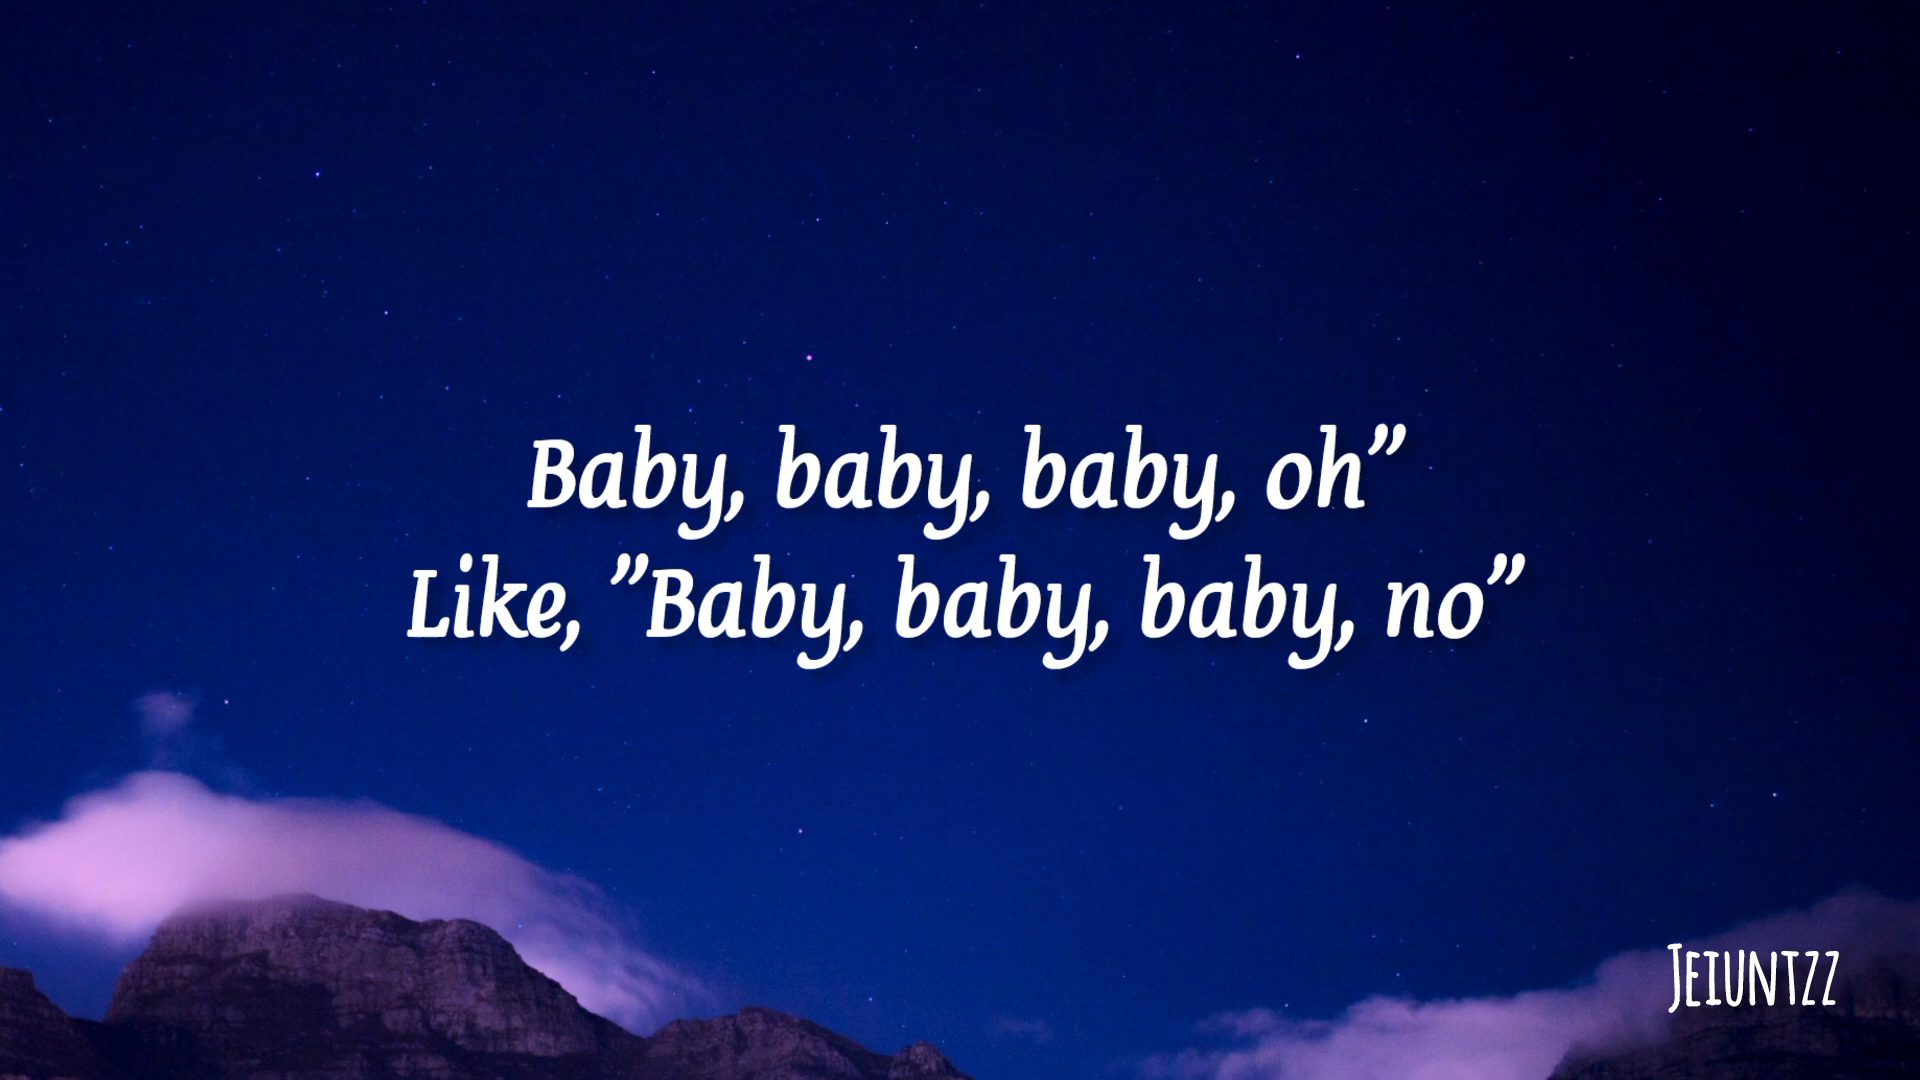 Baby, baby, baby, oh”
Like, ”Baby, baby, baby, no”
JEIUNTZZ